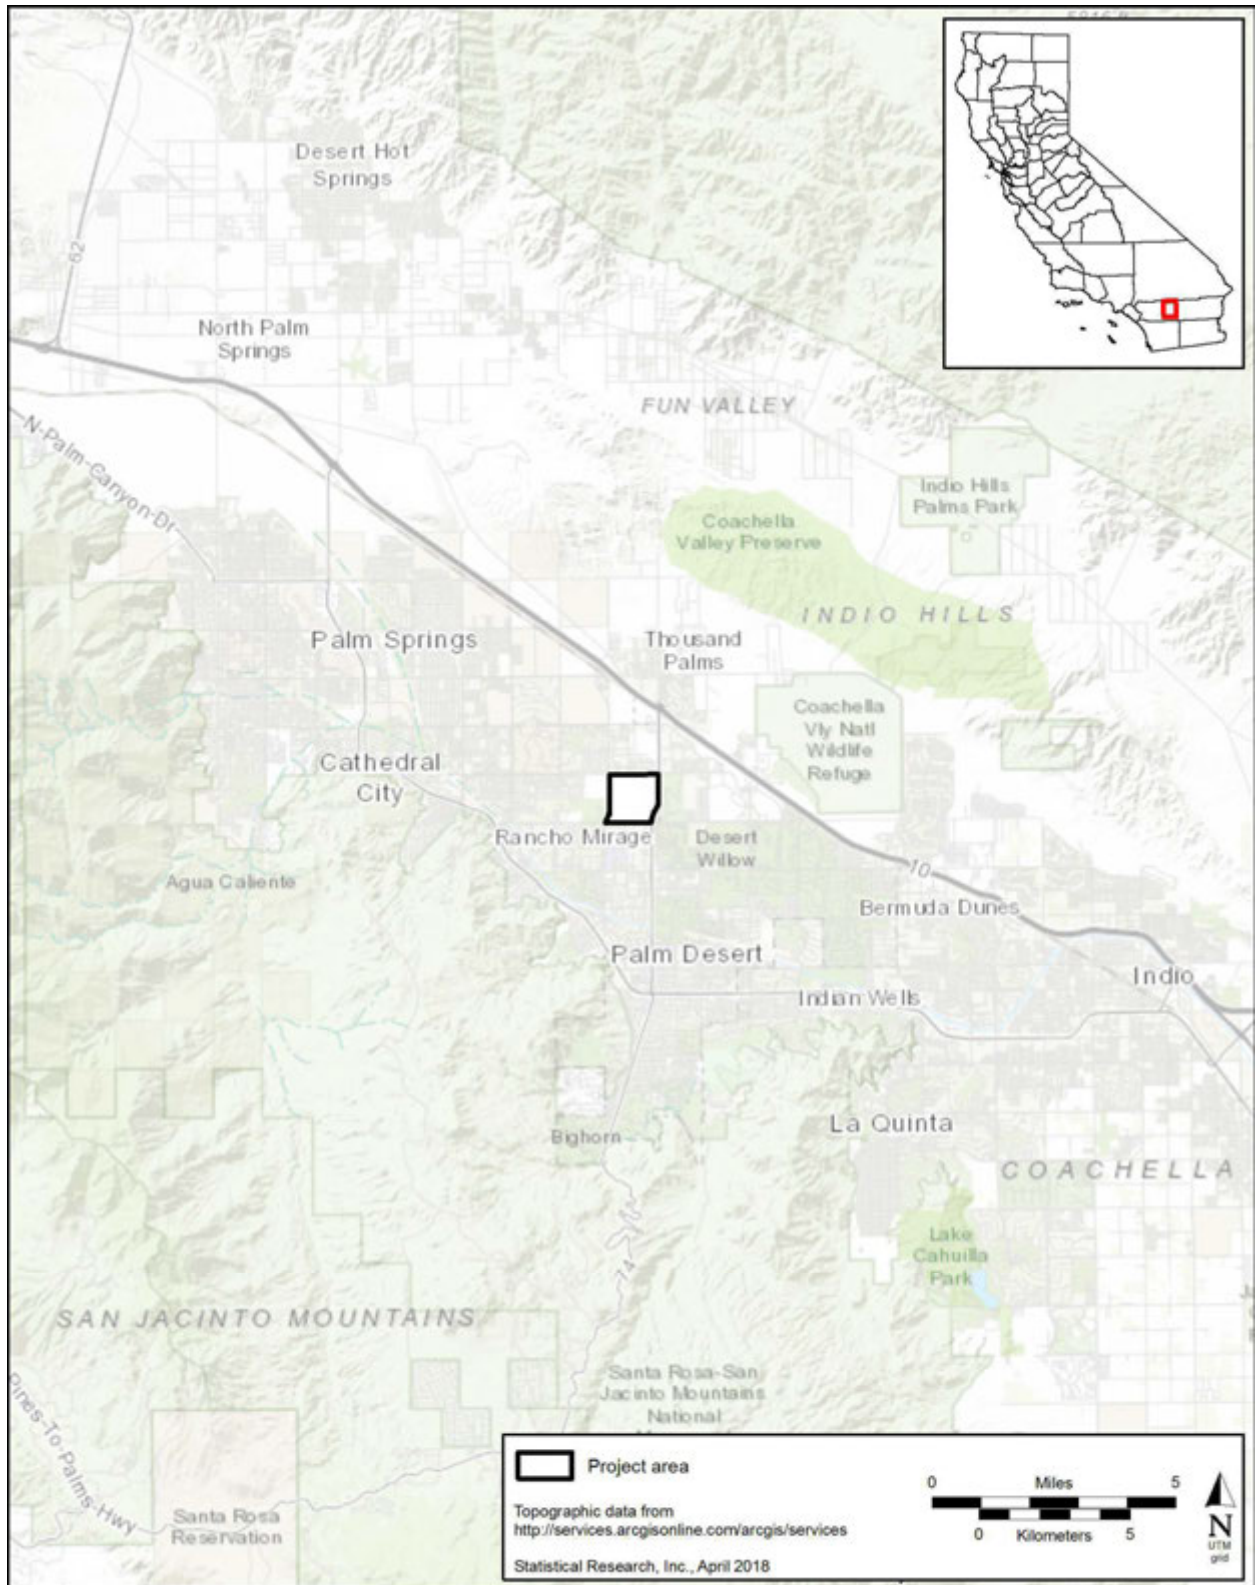 Desert Hot
Springs
62
North Palm
Springs
FUN VALLEY
N-Palm-Canyon-Dr
Indio Hills
Palms Park
Coachella
Valley Preserve
INDIO HILLS
Palm Springs
Thousand
Palms
Coachella
Vly Natl
Wildlife
Refuge
Cathedral
City
Rancho Mirage
Desert
Willow
Agua Caliente
10
Bermuda Dunes
Palm Desert
Indio
Indian Wells
La Quinta
Bighorn
COACHELLA
Lake
Cahuilla
Park
74
SAN JACINTO MOUNTAINS
Santa Rosa-San
Jacinto Mountains
National
Pines-To-Palms-Hwy
Santa Rosa
Reservation
Project area
Topographic data from
http://services.arcgisonline.com/arcgis/services
Statistical Research, Inc., April 2018
0 Miles 5
0 Kilometers 5
N
UTM
grid